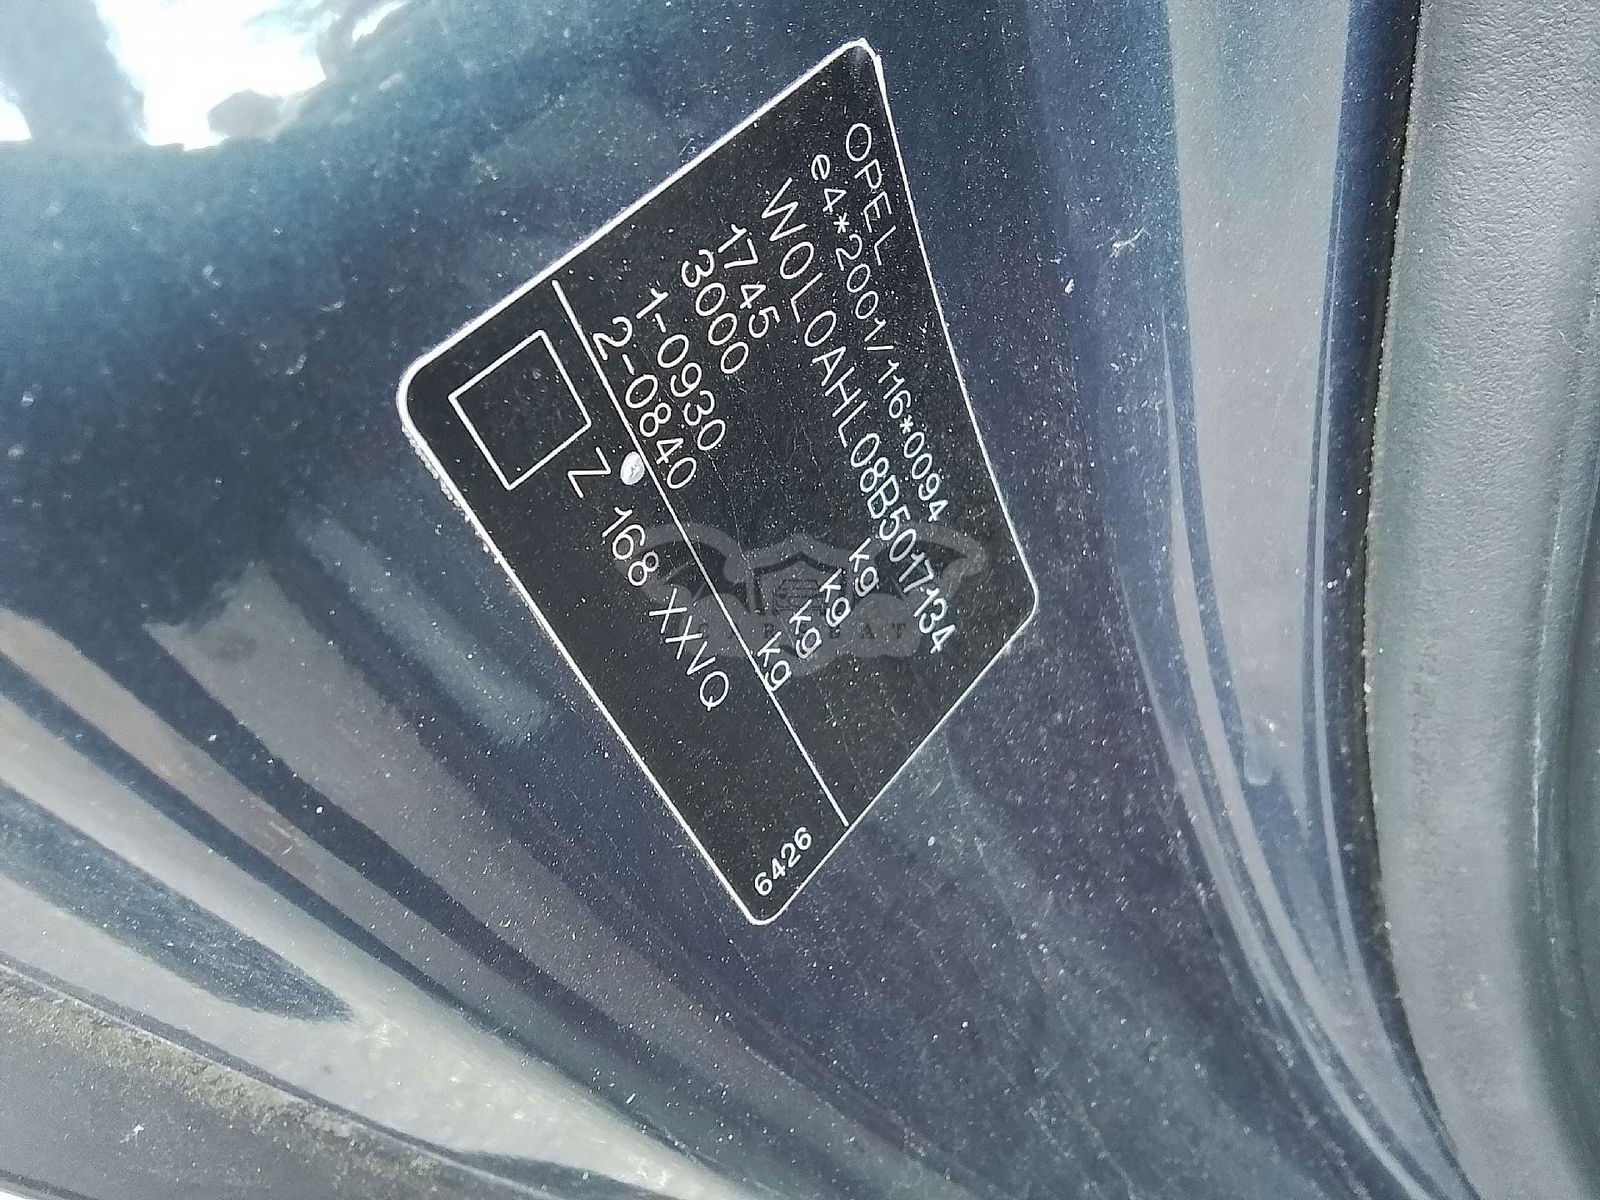 OPEL
e4*2001/116*0094
W0L0AHL08B5017134
1745 kg
3000 kg
1-0930 kg
2-0840 kg
Z 168 XXVQ
6426
CARABAT